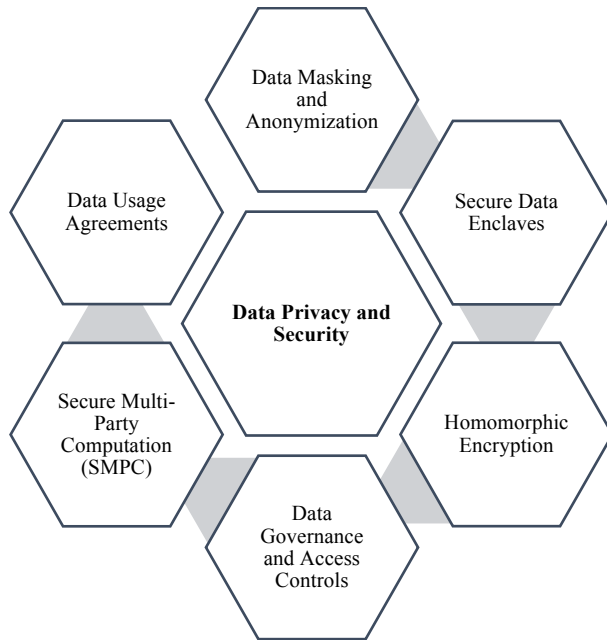 Data Masking
and
Anonymization
Secure Data
Enclaves
Homomorphic
Encryption
Data
Governance
and Access
Controls
Secure Multi-
Party
Computation
(SMPC)
Data Usage
Agreements
Data Privacy and
Security